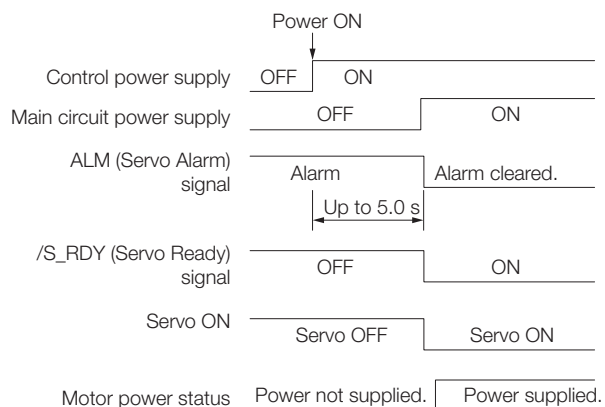 Power ON
Control power supply OFF ON
Main circuit power supply OFF ON
ALM (Servo Alarm)
signal
Alarm Alarm cleared.
Up to 5.0 s
/S_RDY (Servo Ready)
signal
OFF ON
Servo ON
Servo OFF Servo ON
Motor power status Power not supplied. Power supplied.